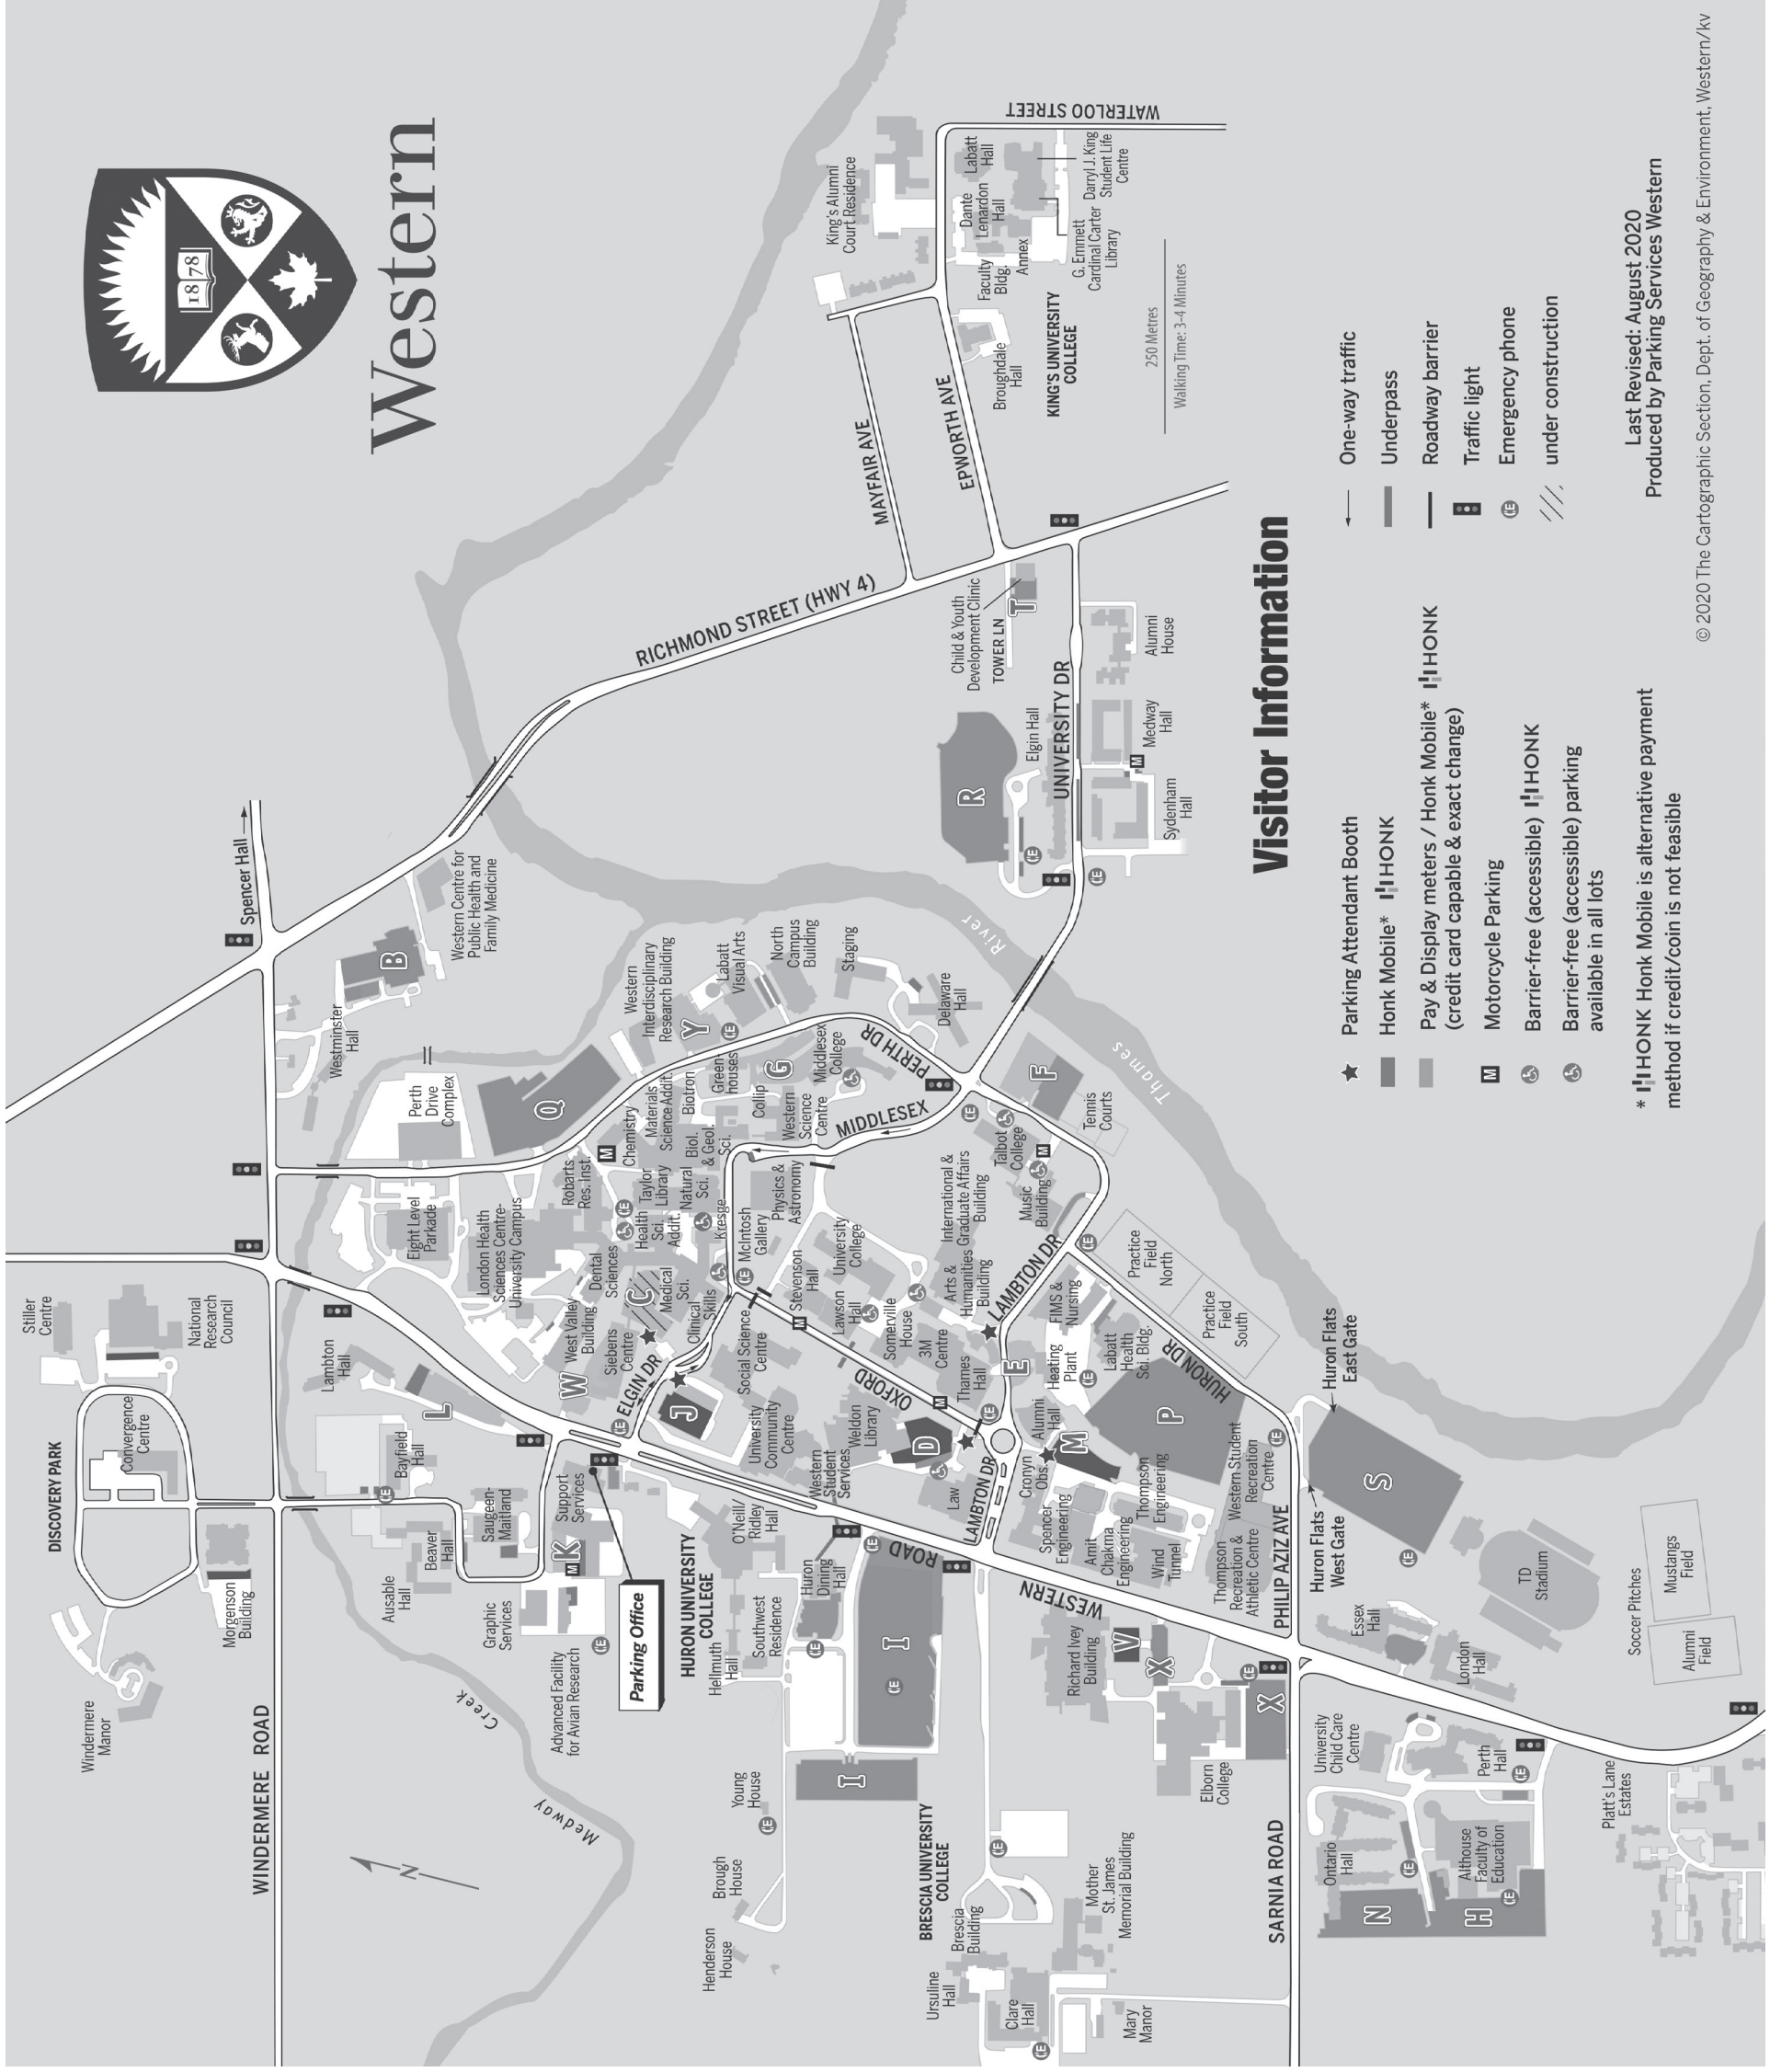 1878
Western
WATERLOO STREET
King's Alumni
Court Residence
Labatt
Hall
Dante
Lenardon
Hall
Darryl J. King
Student Life
Centre
Faculty
Bldg.
Annex
G. Emmett
Cardinal Carter
Library
KING'S UNIVERSITY
COLLEGE
Broughdale
Hall
250 Metres
Walking Time: 3-4 Minutes
MAYFAIR AVE
EPWORTH AVE
RICHMOND STREET (HWY 4)
Child & Youth
Development Clinic
TOWER LN
T
UNIVERSITY DR
Alumni
House
Elgin Hall
R
Medway
Hall
M
Sydenham
Hall
Spencer Hall
Western Centre for
Public Health and
Family Medicine
B
Westminster
Hall
Perth
Drive
Complex
Q
Western
Interdisciplinary
Research Building
Y
Labatt
Visual Arts
North
Campus
Building
Staging
Delaware
Hall
River
Thames
PERTH DR
Middlesex
College
G
Green-
houses
Collip
Biotron
Materials
Science Addit.
Chemistry
M
Western
Science
Centre
Biol.
& Geol.
Sci.
MIDDLESEX
F
Tennis
Courts
Talbot
College
M
Music
Building
International &
Graduate Affairs
Building
Physics &
Astronomy
Natural
Sci.
Taylor
Library
Health
Sci.
Addit.
Robarts
Res. Inst.
Kresge
McIntosh
Gallery
Eight Level
Parkade
London Health
Sciences Centre-
University Campus
Dental
Sciences
C
Medical
Sci.
Clinical
Skills
West Valley
Building
Siebens
Centre
W
ELGIN DR
J
Stevenson
Hall
M
University
College
Lawson
Hall
Somerville
House
Arts &
Humanities
Building
LAMBTON DR
FIMS &
Nursing
Practice
Field
North
Practice
Field
South
3M
Centre
Thames
Hall
E
Heating
Plant
Labatt
Health
Sci. Bldg.
HURON DR
Social Science
Centre
OXFORD
M
University
Community
Centre
Weldon
Library
D
Western
Student
Services
Alumni
Hall
M
P
Cronyn
Obs.
Law
LAMBTON DR
Spencer
Engineering
Thompson
Engineering
Amit
Chakma
Engineering
Wind
Tunnel
Western Student
Recreation
Centre
Thompson
Recreation &
Athletic Centre
PHILIP AZIZ AVE
Huron Flats
East Gate
Huron Flats
West Gate
S
TD
Stadium
Soccer Pitches
Mustangs
Field
Alumni
Field
Stiller
Centre
National
Research
Council
DISCOVERY PARK
Convergence
Centre
Morgenson
Building
Windermere
Manor
WINDERMERE ROAD
Lambton
Hall
L
Bayfield
Hall
Saugeen-
Maitland
Beaver
Hall
Ausable
Hall
Support
Services
K
M
Graphic
Services
Advanced Facility
for Avian Research
Parking Office
Medway
Creek
N
HURON UNIVERSITY
COLLEGE
O'Neill/
Ridley
Hall
Hellmuth
Hall
Southwest
Residence
Huron
Dining
Hall
I
I
WESTERN
ROAD
Young
House
Brough
House
Henderson
House
BRESCIA UNIVERSITY
COLLEGE
Brescia
Building
Ursuline
Hall
Clare
Hall
Mother
St. James
Memorial Building
Mary
Manor
Richard Ivey
Building
V
X
X
Elborn
College
SARNIA ROAD
Essex
Hall
London
Hall
University
Child Care
Centre
Perth
Hall
Ontario
Hall
Althouse
Faculty of
Education
N
H
Platt's Lane
Estates
Visitor Information
Parking Attendant Booth
Honk Mobile* HONK
Pay & Display meters / Honk Mobile* HONK
(credit card capable & exact change)
M Motorcycle Parking
Barrier-free (accessible) HONK
Barrier-free (accessible) parking
available in all lots
One-way traffic
Underpass
Roadway barrier
Traffic light
E Emergency phone
under construction
* HONK Honk Mobile is alternative payment
method if credit/coin is not feasible
Last Revised: August 2020
Produced by Parking Services Western
© 2020 The Cartographic Section, Dept. of Geography & Environment, Western/kv